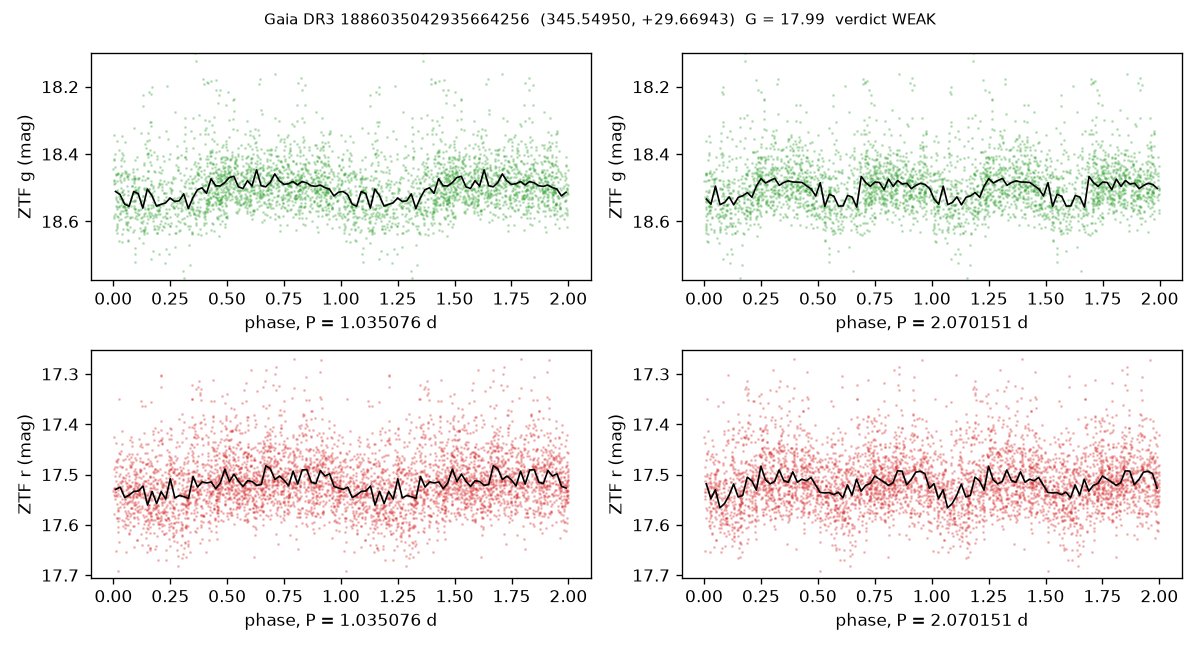 Gaia DR3 1886035042935664256 (345.54950, +29.66943) G = 17.99 verdict WEAK
ZTF g (mag)
18.2
18.4
18.6
0.00 0.25 0.50 0.75 1.00 1.25 1.50 1.75 2.00
phase, P = 1.035076 d
0.00 0.25 0.50 0.75 1.00 1.25 1.50 1.75 2.00
phase, P = 2.070151 d
ZTF g (mag)
18.2
18.4
18.6
ZTF r (mag)
17.3
17.4
17.5
17.6
17.7
0.00 0.25 0.50 0.75 1.00 1.25 1.50 1.75 2.00
phase, P = 1.035076 d
ZTF r (mag)
17.3
17.4
17.5
17.6
17.7
0.00 0.25 0.50 0.75 1.00 1.25 1.50 1.75 2.00
phase, P = 2.070151 d